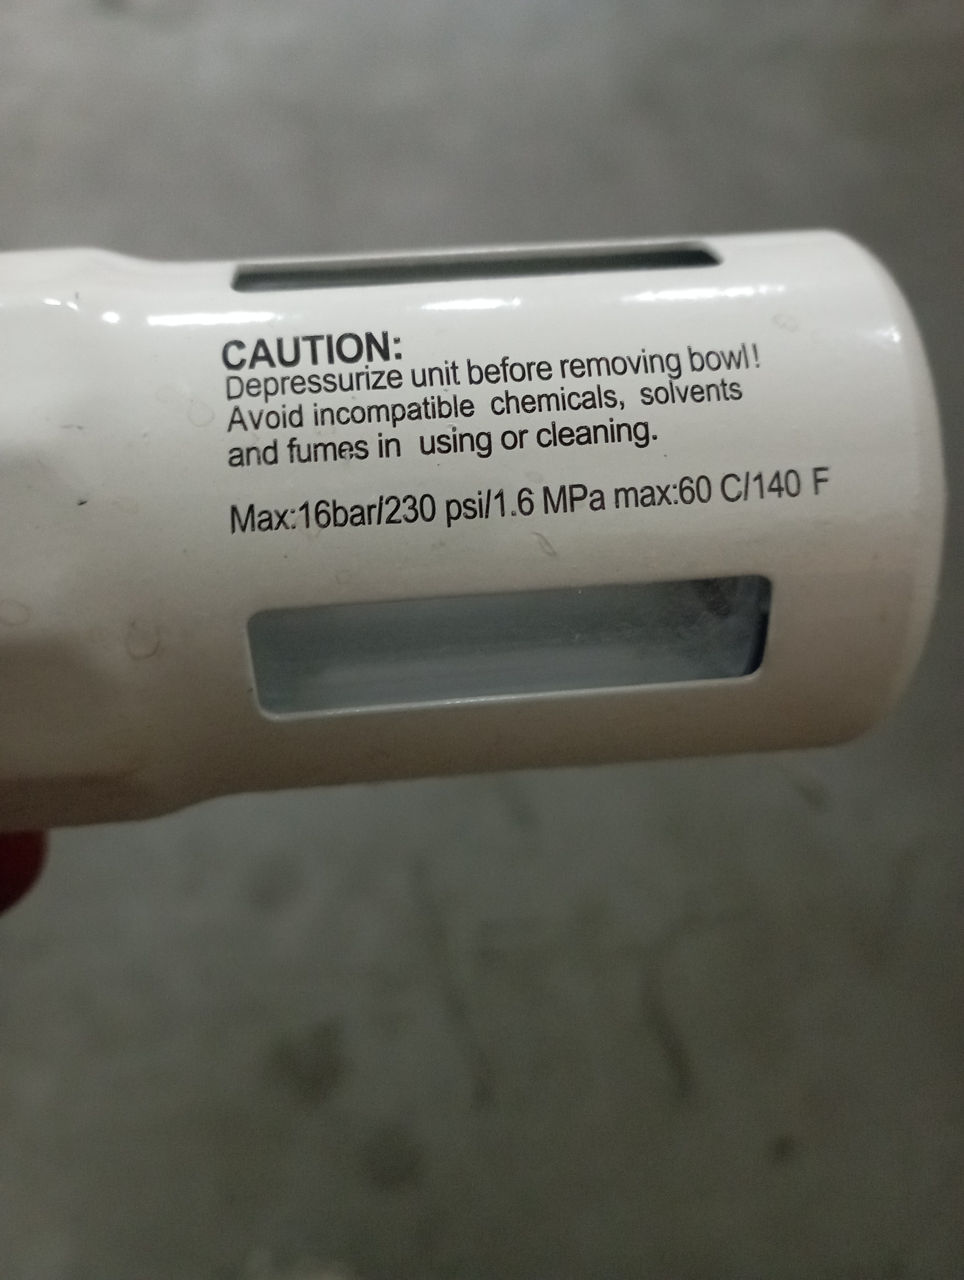 CAUTION:
Depressurize unit before removing bowl!
Avoid incompatible chemicals, solvents
and fumes in using or cleaning.
Max:16bar/230 psi/1.6 MPa max:60 C/140 F